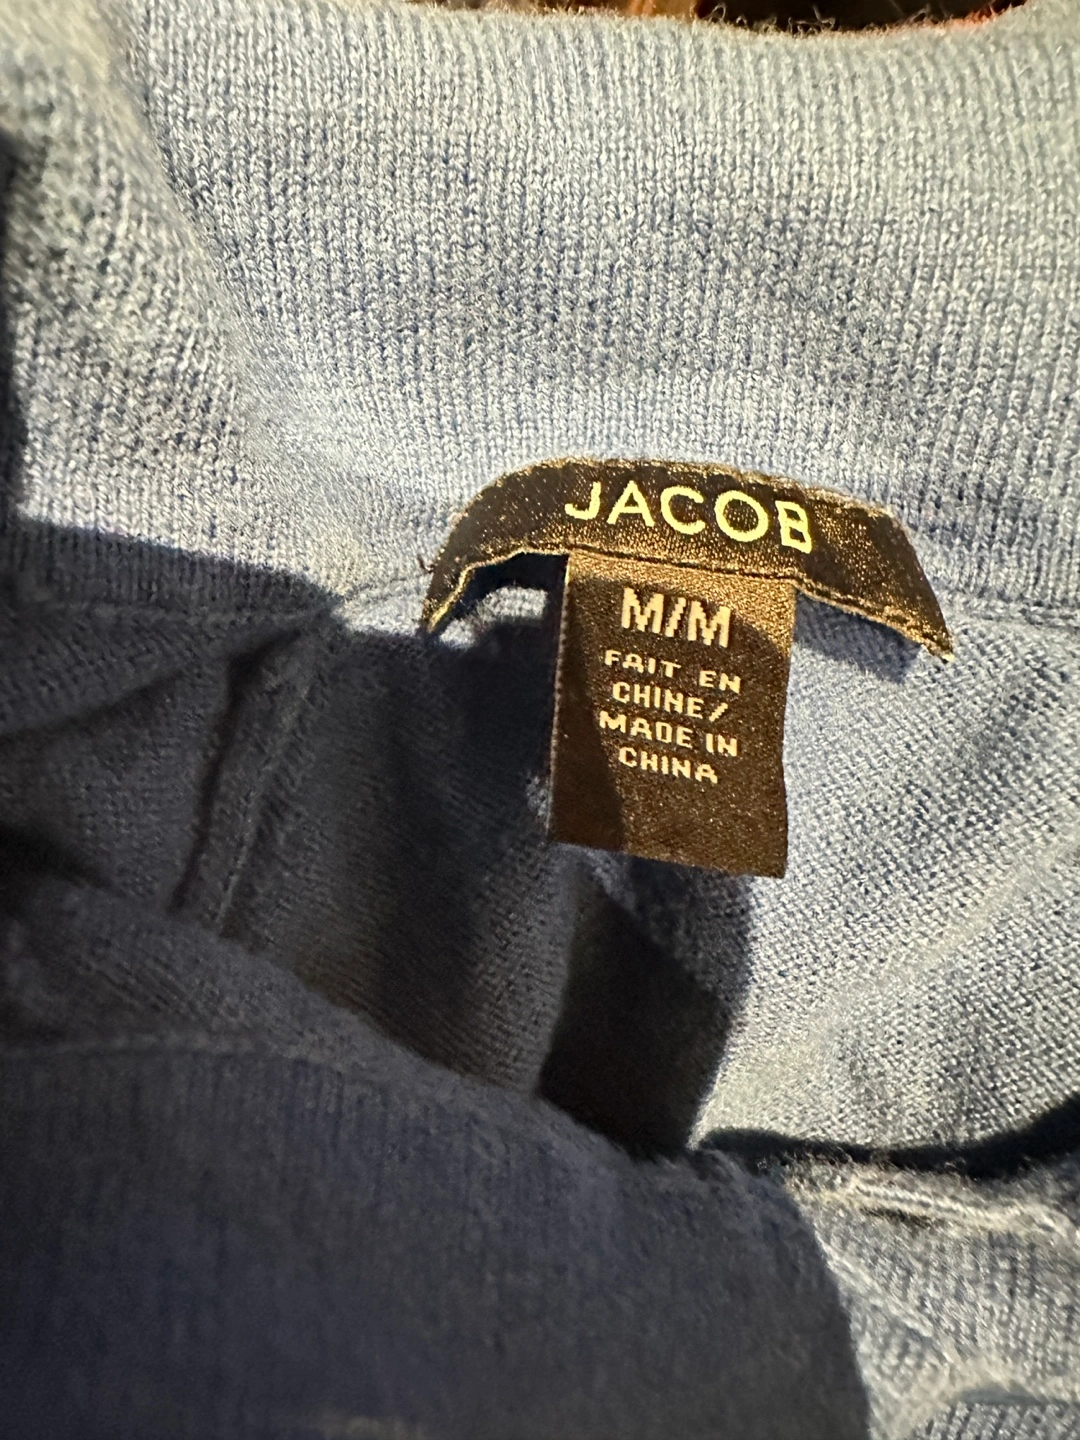 JACOB
M/M
FAIT EN
CHINE/
MADE IN
CHINA